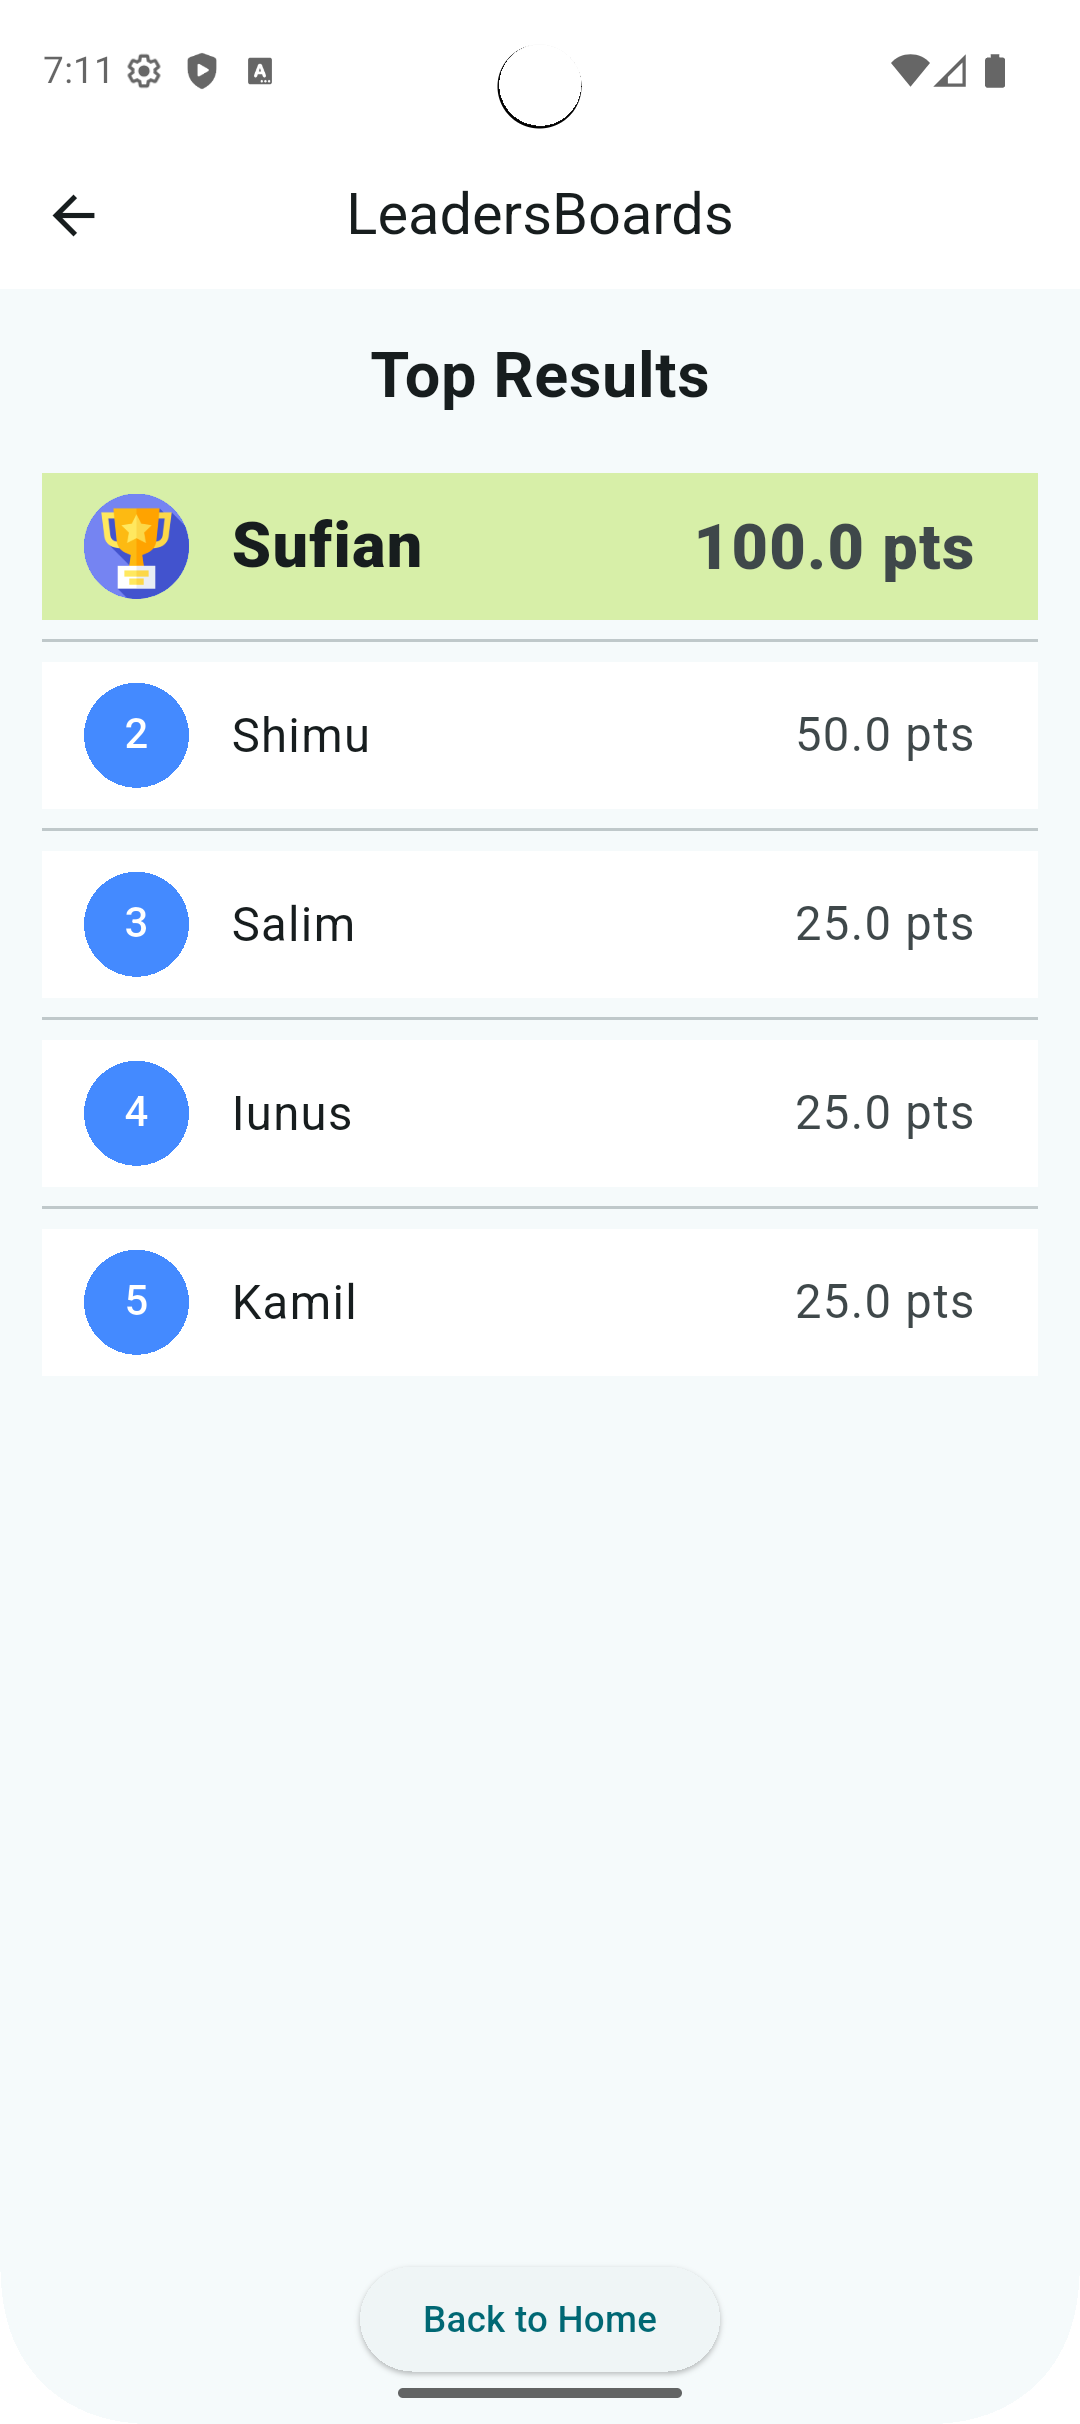 7:11
LeadersBoards
Top Results
Sufian 100.0 pts
2 Shimu 50.0 pts
3 Salim 25.0 pts
4 Iunus 25.0 pts
5 Kamil 25.0 pts
Back to Home